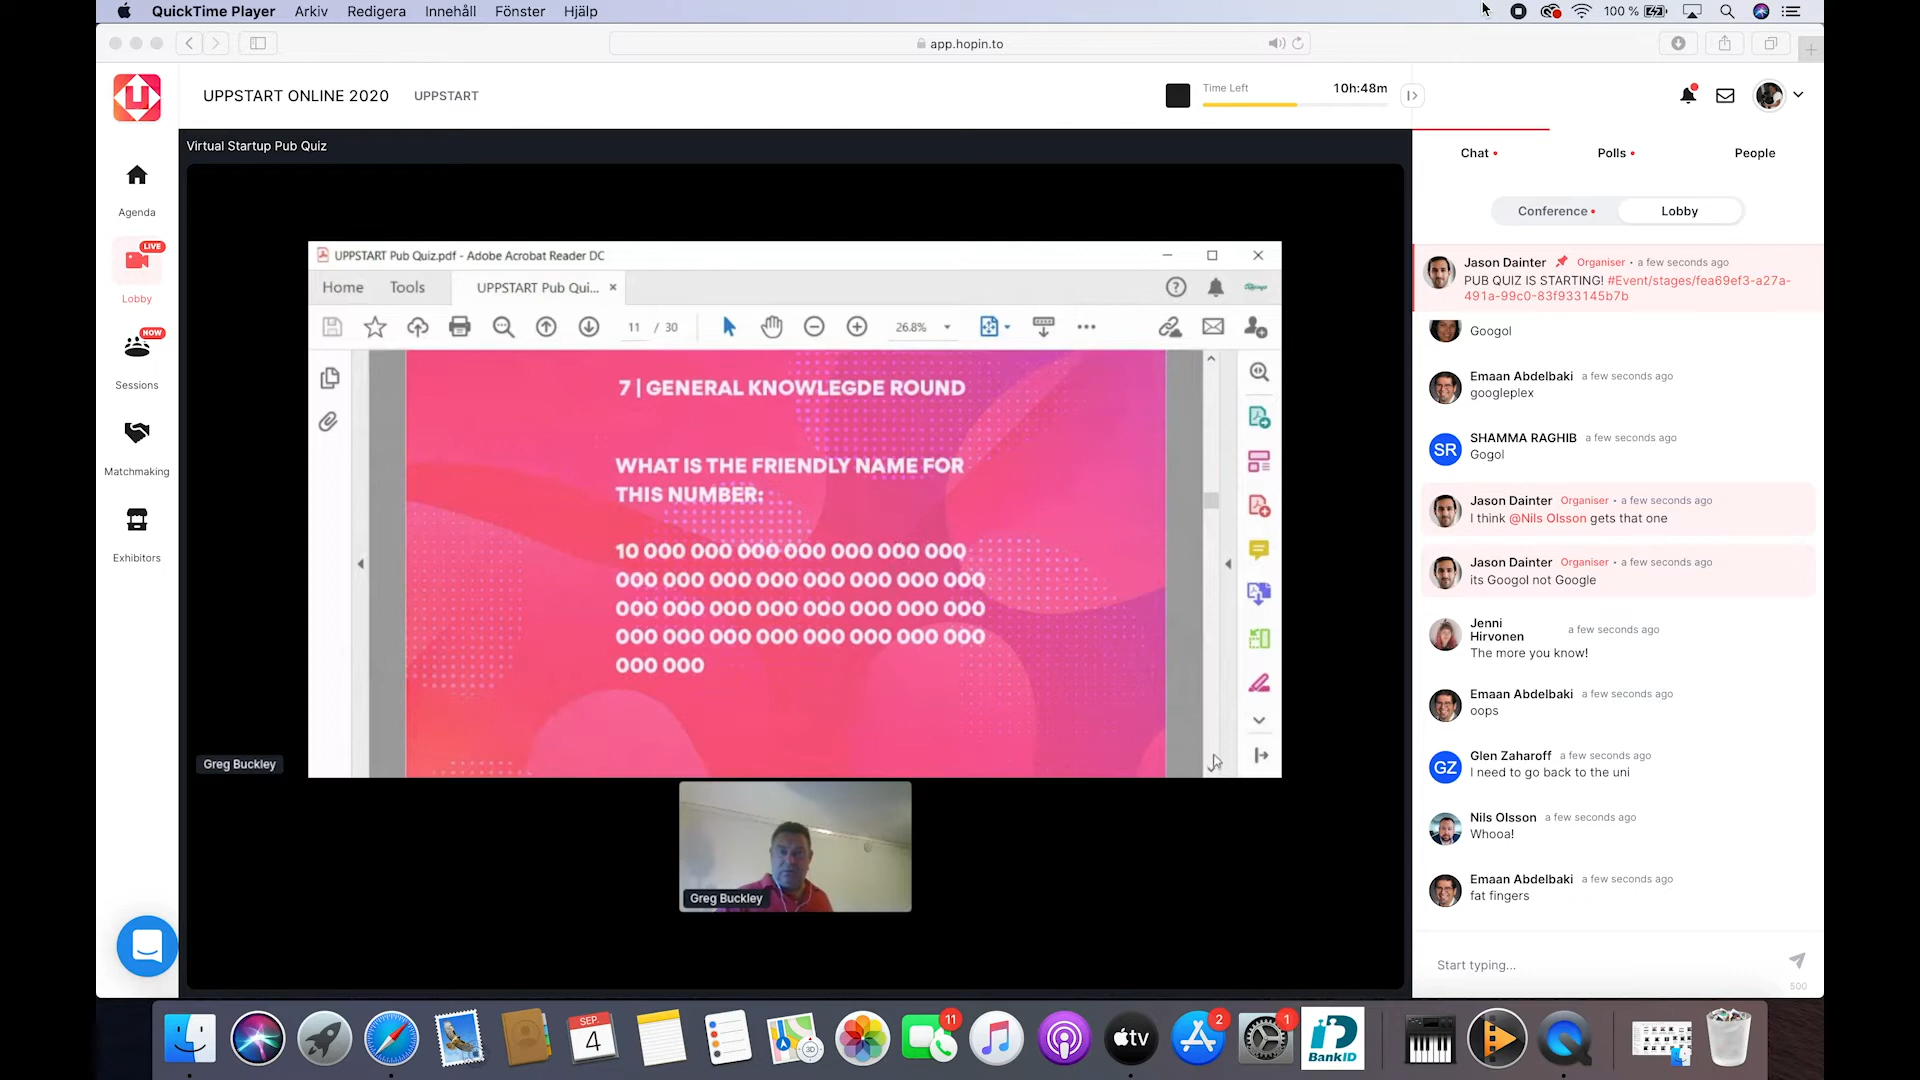 QuickTime Player Arkiv Redigera Innehåll Fönster Hjälp 100 %
app.hopin.to
UPPSTART ONLINE 2020 UPPSTART Time Left 10h:48m
Agenda
LIVE
Lobby
NOW
Sessions
Matchmaking
Exhibitors
Virtual Startup Pub Quiz
UPPSTART Pub Quiz.pdf - Adobe Acrobat Reader DC
Home Tools UPPSTART Pub Qui...
11 / 30 26.8%
7 | GENERAL KNOWLEGDE ROUND
WHAT IS THE FRIENDLY NAME FOR
THIS NUMBER:
10 000 000 000 000 000 000 000
000 000 000 000 000 000 000 000
000 000 000 000 000 000 000 000
000 000 000 000 000 000 000 000
000 000
Greg Buckley
Greg Buckley
Chat Polls People
Conference Lobby
Jason Dainter Organiser • a few seconds ago
PUB QUIZ IS STARTING! #Event/stages/fea69ef3-a27a-
491a-99c0-83f933145b7b
Googol
Emaan Abdelbaki a few seconds ago
googleplex
SR
SHAMMA RAGHIB a few seconds ago
Gogol
Jason Dainter Organiser • a few seconds ago
I think @Nils Olsson gets that one
Jason Dainter Organiser • a few seconds ago
its Googol not Google
Jenni
Hirvonen a few seconds ago
The more you know!
Emaan Abdelbaki a few seconds ago
oops
GZ
Glen Zaharoff a few seconds ago
I need to go back to the uni
Nils Olsson a few seconds ago
Whooa!
Emaan Abdelbaki a few seconds ago
fat fingers
Start typing...
500
SEP.
4
3D
11
tv
2
1
BankID